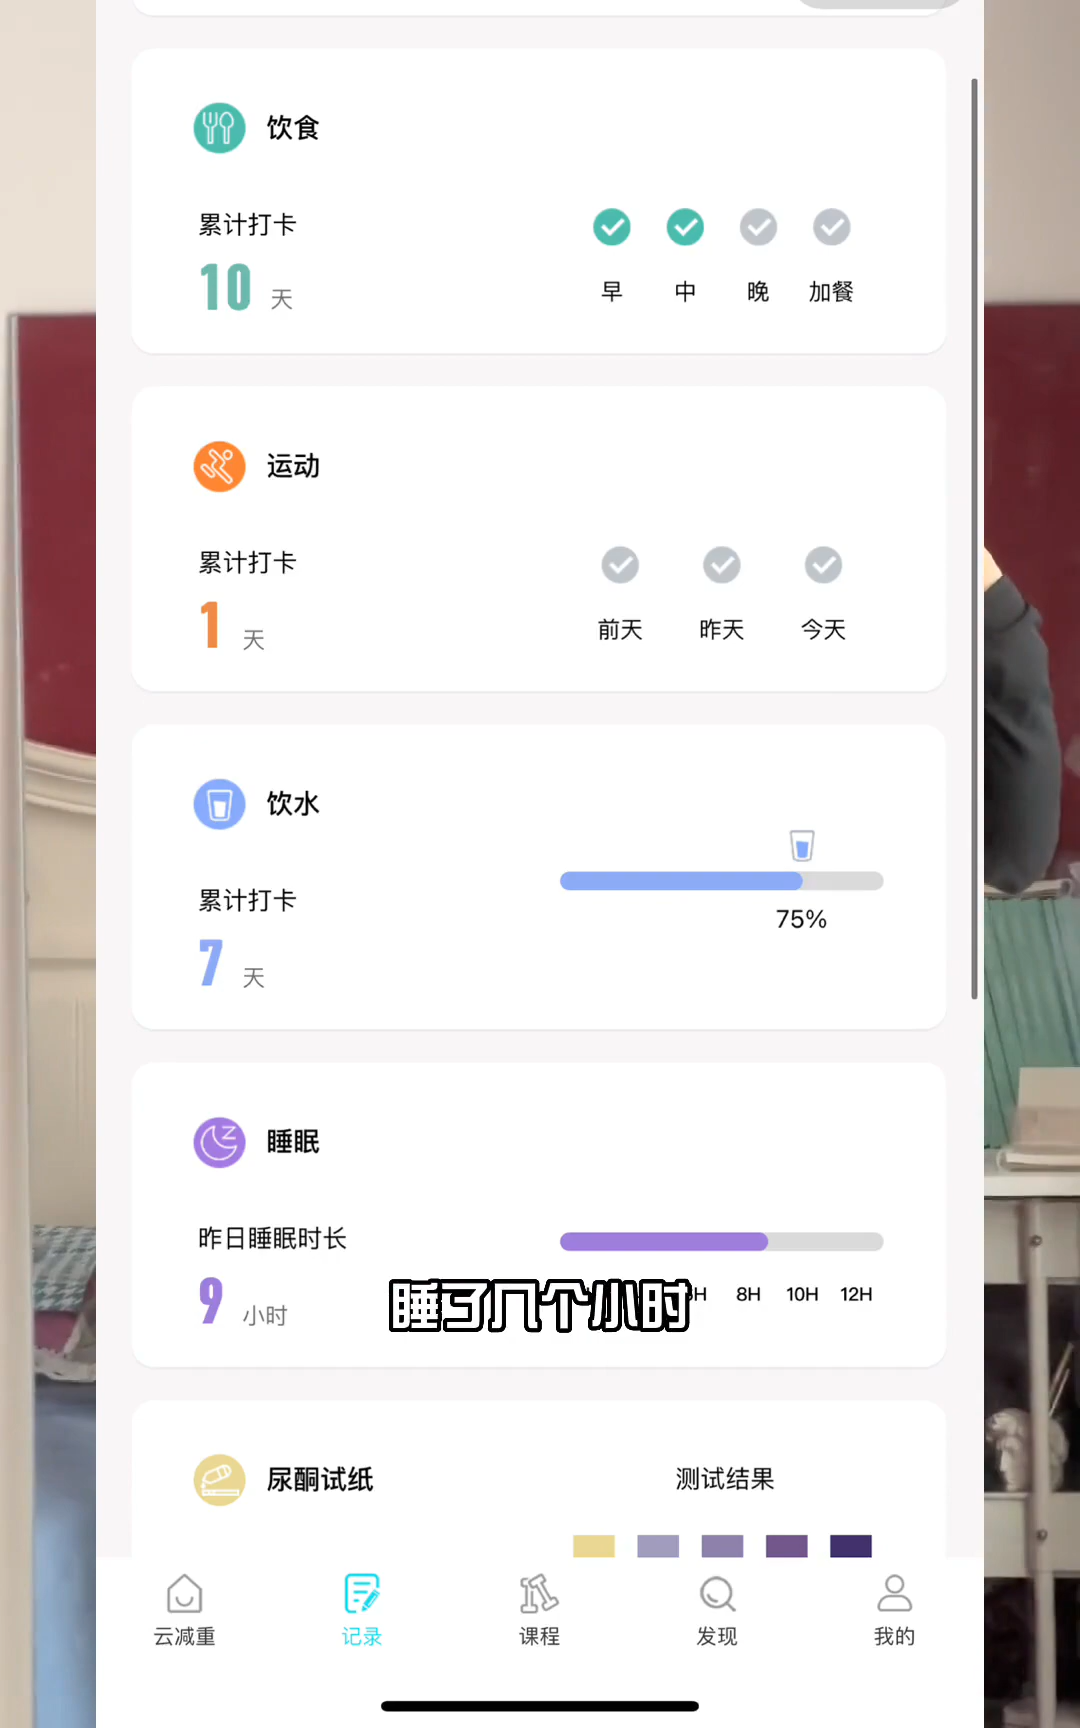 饮食
累计打卡
10 天
早 中 晚 加餐
运动
累计打卡
1 天
前天 昨天 今天
饮水
累计打卡
7 天
75%
睡眠
昨日睡眠时长
9 小时
8H 10H 12H
睡了几个小时
尿酮试纸
测试结果
云减重 记录 课程 发现 我的